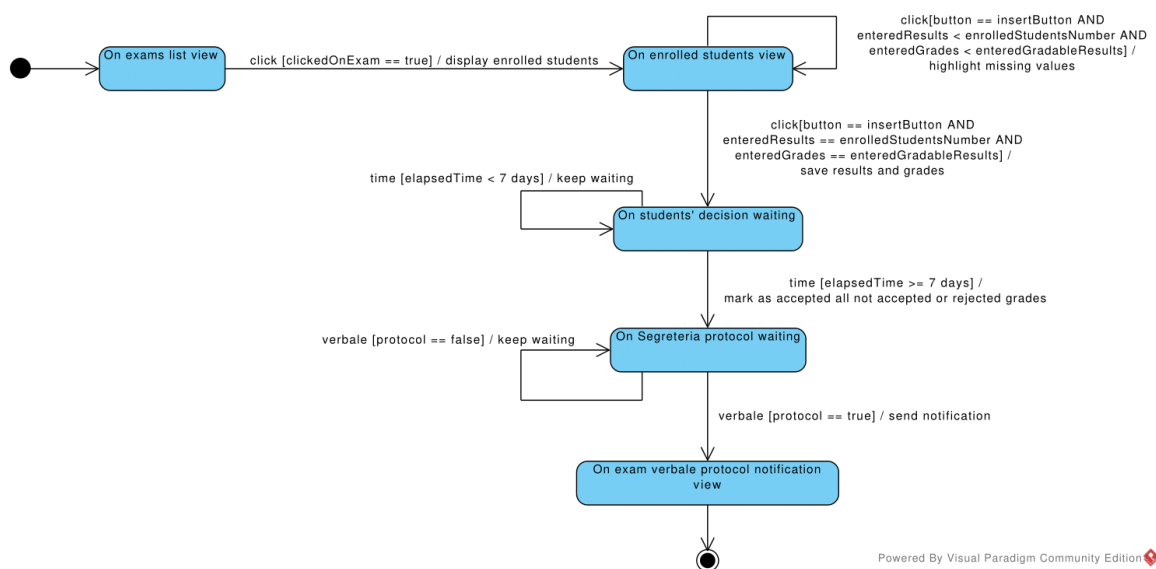 On exams list view
click [clickedOnExam == true] / display enrolled students
On enrolled students view
click[button == insertButton AND
enteredResults < enrolledStudentsNumber AND
enteredGrades < enteredGradableResults] /
highlight missing values
click[button == insertButton AND
enteredResults == enrolledStudentsNumber AND
enteredGrades == enteredGradableResults] /
save results and grades
time [elapsedTime < 7 days] / keep waiting
On students' decision waiting
time [elapsedTime >= 7 days] /
mark as accepted all not accepted or rejected grades
On Segreteria protocol waiting
verbale [protocol == false] / keep waiting
verbale [protocol == true] / send notification
On exam verbale protocol notification
view
Powered By Visual Paradigm Community Edition